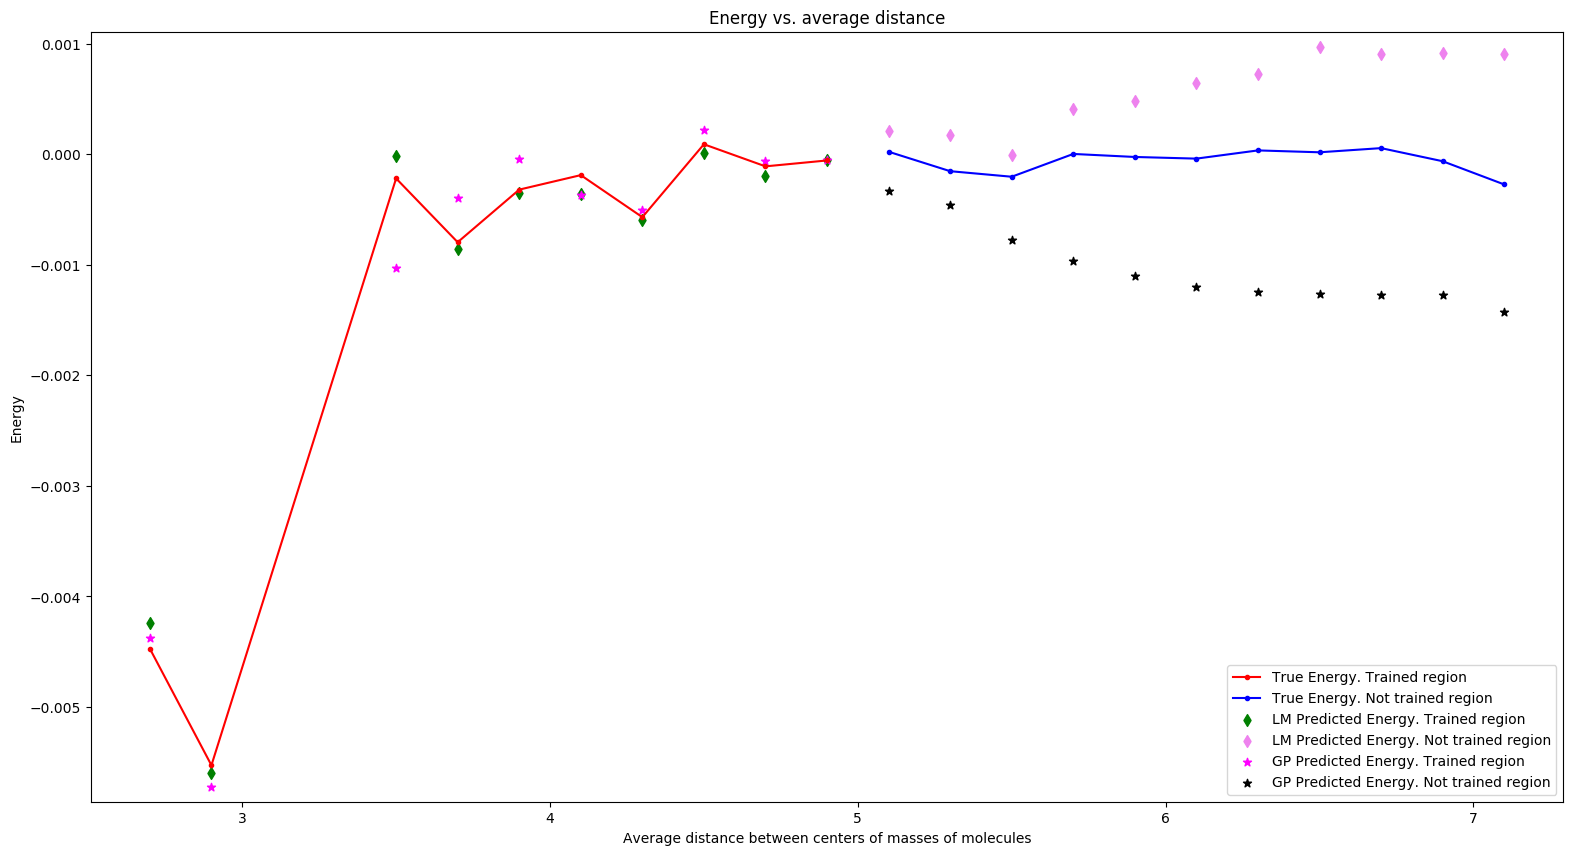 Energy vs. average distance
0.001
0.000
−0.001
−0.002
−0.003
−0.004
−0.005
Energy
3
4
5
6
7
Average distance between centers of masses of molecules
True Energy. Trained region
True Energy. Not trained region
LM Predicted Energy. Trained region
LM Predicted Energy. Not trained region
GP Predicted Energy. Trained region
GP Predicted Energy. Not trained region